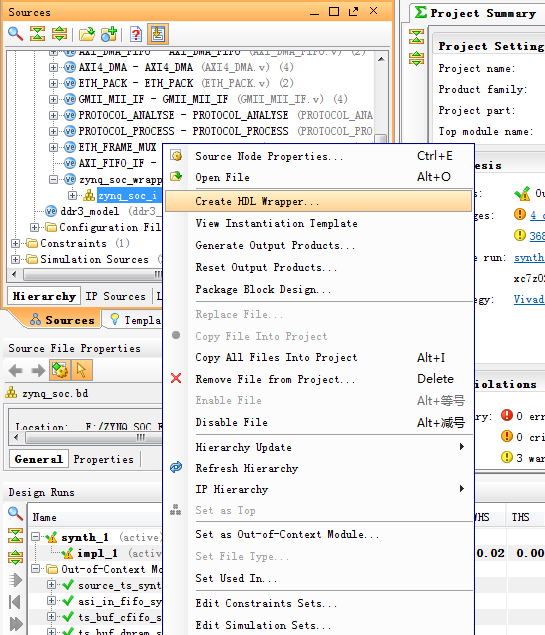 Sources
AXI_DMA_FIFO - AXI_DMA_FIFO (AXI_DMA_FIFO.v) (2)
AXI4_DMA - AXI4_DMA (AXI4_DMA.v) (4)
ETH_PACK - ETH_PACK (ETH_PACK.v) (2)
GMII_MII_IF - GMII_MII_IF (GMII_MII_IF.v) (4)
PROTOCOL_ANALYSE - PROTOCOL_ANALYSE (PROTOCOL_ANA
PROTOCOL_PROCESS - PROTOCOL_PROCESS (PROTOCOL_PRO
ETH_FRAME_MUX
AXI_FIFO_IF -
zynq_soc_wrapp
zynq_soc_i
ddr3_model (ddr3_
Configuration Fil
Constraints (1)
Simulation Sources
Hierarchy
IP Sources
L
Sources
Templa
Source File Properties
zynq_soc.bd
Location: F:/ZYNQ_SOC_F
General
Properties
Design Runs
Name
synth_1 (active)
impl_1 (activ
Out-of-Context Mo
source_ts_synt
asi_in_fifo_sy
ts_buf_cfifo_s
ts_buf_dpram_s
Source Node Properties... Ctrl+E
Open File Alt+O
Create HDL Wrapper...
View Instantiation Template
Generate Output Products...
Reset Output Products...
Package Block Design...
Replace File...
Copy File Into Project
Copy All Files Into Project Alt+I
Remove File from Project... Delete
Enable File Alt+等号
Disable File Alt+减号
Hierarchy Update
Refresh Hierarchy
IP Hierarchy
Set as Top
Set as Out-of-Context Module...
Set File Type...
Set Used In...
Edit Constraints Sets...
Edit Simulation Sets...
Project Summary
Project Setting
Project name:
Product family:
Project part:
Top module name:
esis
Ou
ges: 4 c
368
e run: synth
xc7z02
egy: Vivad
iolations
ry: 0 err
0 cri
3 war
WHS THS
0.02 0.00